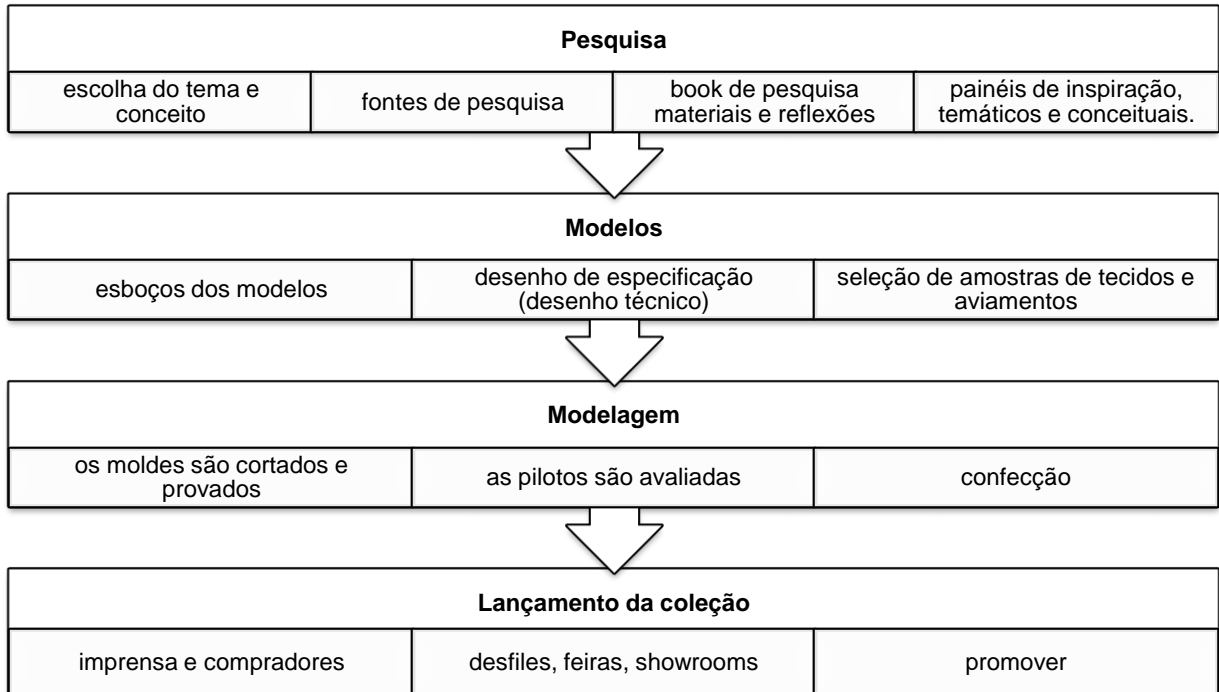 Pesquisa
escolha do tema e
conceito
fontes de pesquisa
book de pesquisa
materiais e reflexões
painéis de inspiração,
temáticos e conceituais.
Modelos
esboços dos modelos
desenho de especificação
(desenho técnico)
seleção de amostras de tecidos e
aviamentos
Modelagem
os moldes são cortados e
provados
as pilotos são avaliadas
confecção
Lançamento da coleção
imprensa e compradores
desfiles, feiras, showrooms
promover